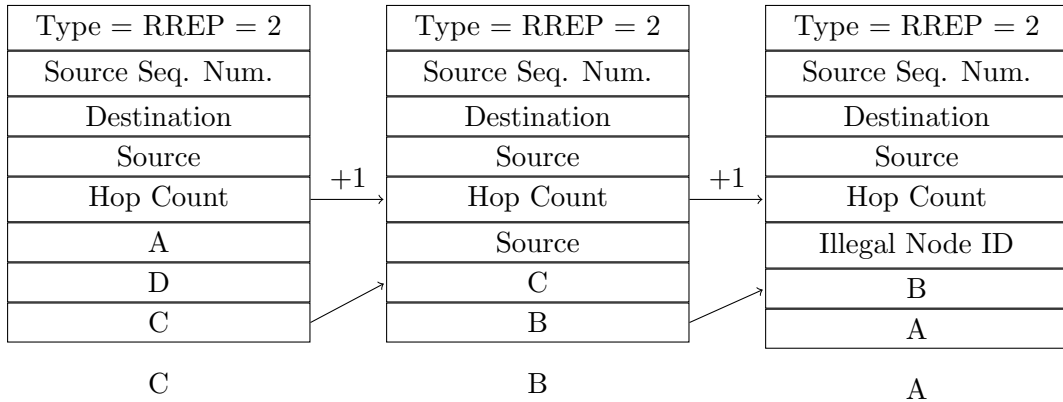 Type = RREP = 2
Source Seq. Num.
Destination
Source
Hop Count
A
D
C
C
+1
Type = RREP = 2
Source Seq. Num.
Destination
Source
Hop Count
Source
C
B
B
+1
Type = RREP = 2
Source Seq. Num.
Destination
Source
Hop Count
Illegal Node ID
B
A
A